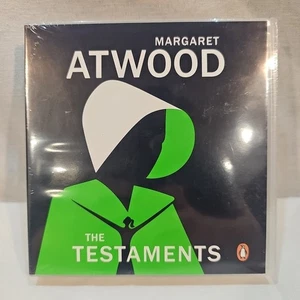 MARGARET
ATWOOD
THE
TESTAMENTS